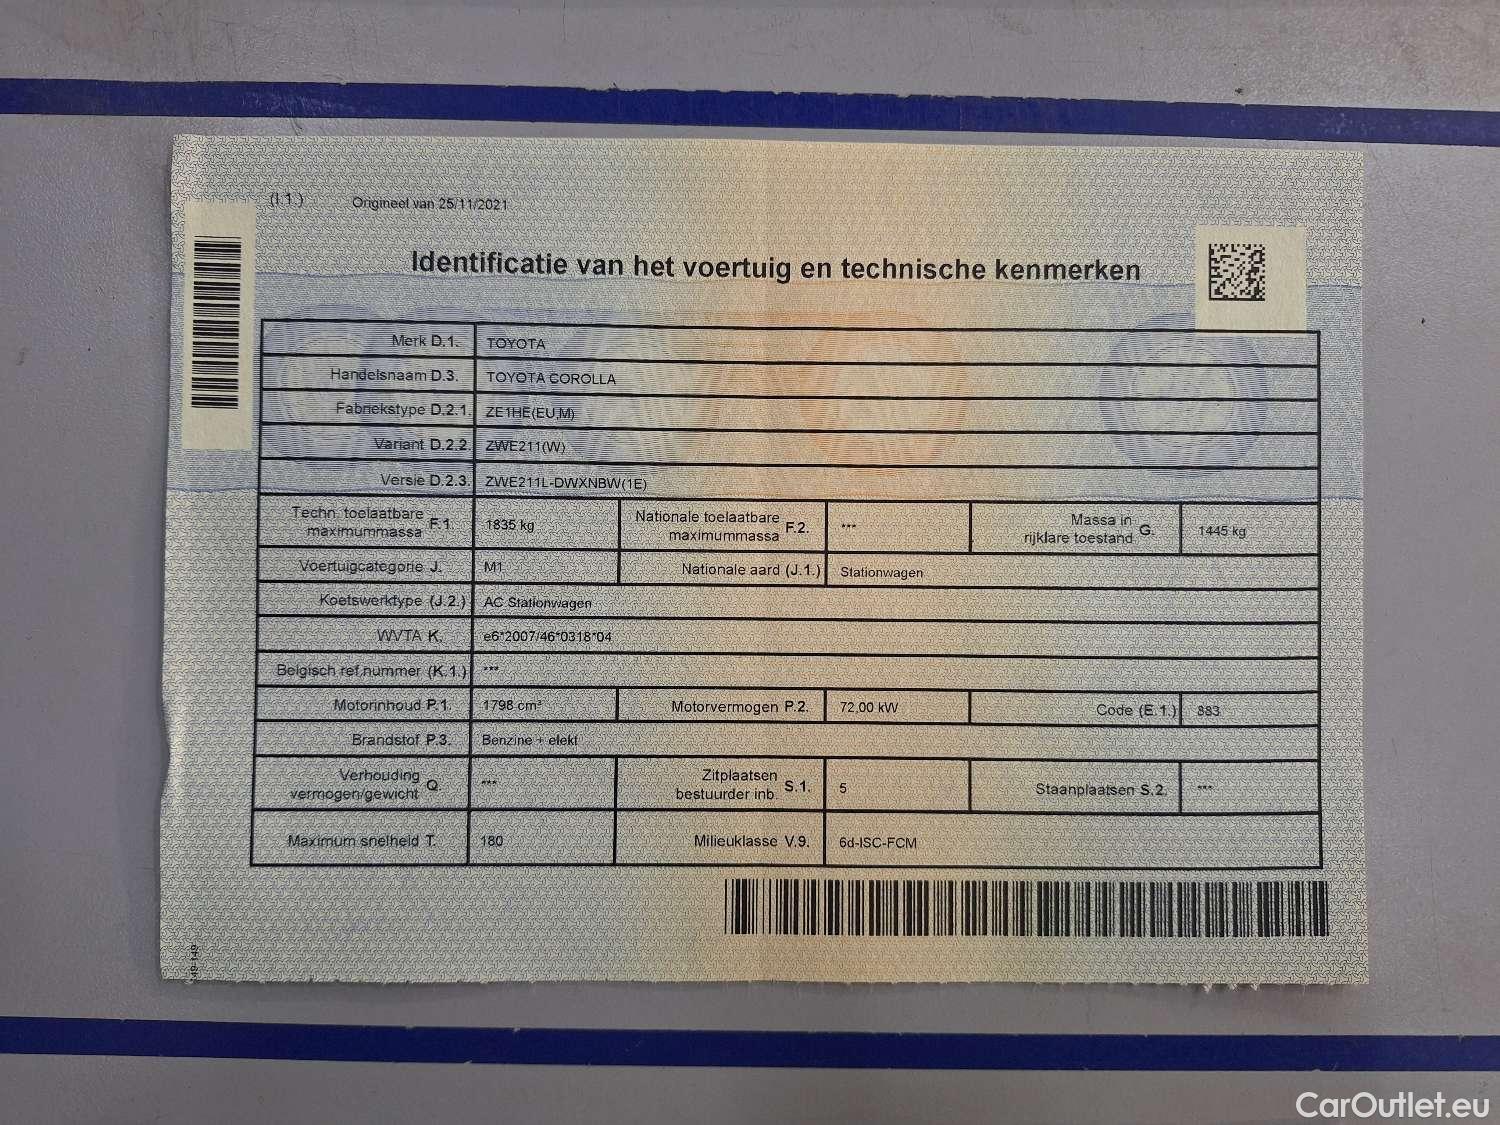 (I.1.) Origineel van 25/11/2021
Identificatie van het voertuig en technische kenmerken
Merk D.1. TOYOTA
Handelsnaam D.3. TOYOTA COROLLA
Fabriekstype D.2.1. ZE1HE(EU,M)
Variant D.2.2. ZWE211(W)
Versie D.2.3. ZWE211L-DWXNBW(1E)
Techn. toelaatbare maximummassa F.1. 1835 kg Nationale toelaatbare maximummassa F.2. *** Massa in rijklare toestand G. 1445 kg
Voertuigcategorie J. M1 Nationale aard (J.1.) Stationwagen
Koetswerktype (J.2.) AC Stationwagen
WVTA K. e6*2007/46*0318*04
Belgisch ref.nummer (K.1.) ***
Motorinhoud P.1. 1798 cm³ Motorvermogen P.2. 72,00 kW Code (E.1.) 883
Brandstof P.3. Benzine + elekt
Verhouding vermogen/gewicht Q. *** Zitplaatsen bestuurder inb. S.1. 5 Staanplaatsen S.2. ***
Maximum snelheid T. 180 Milieuklasse V.9. 6d-ISC-FCM
149-149
CarOutlet.eu